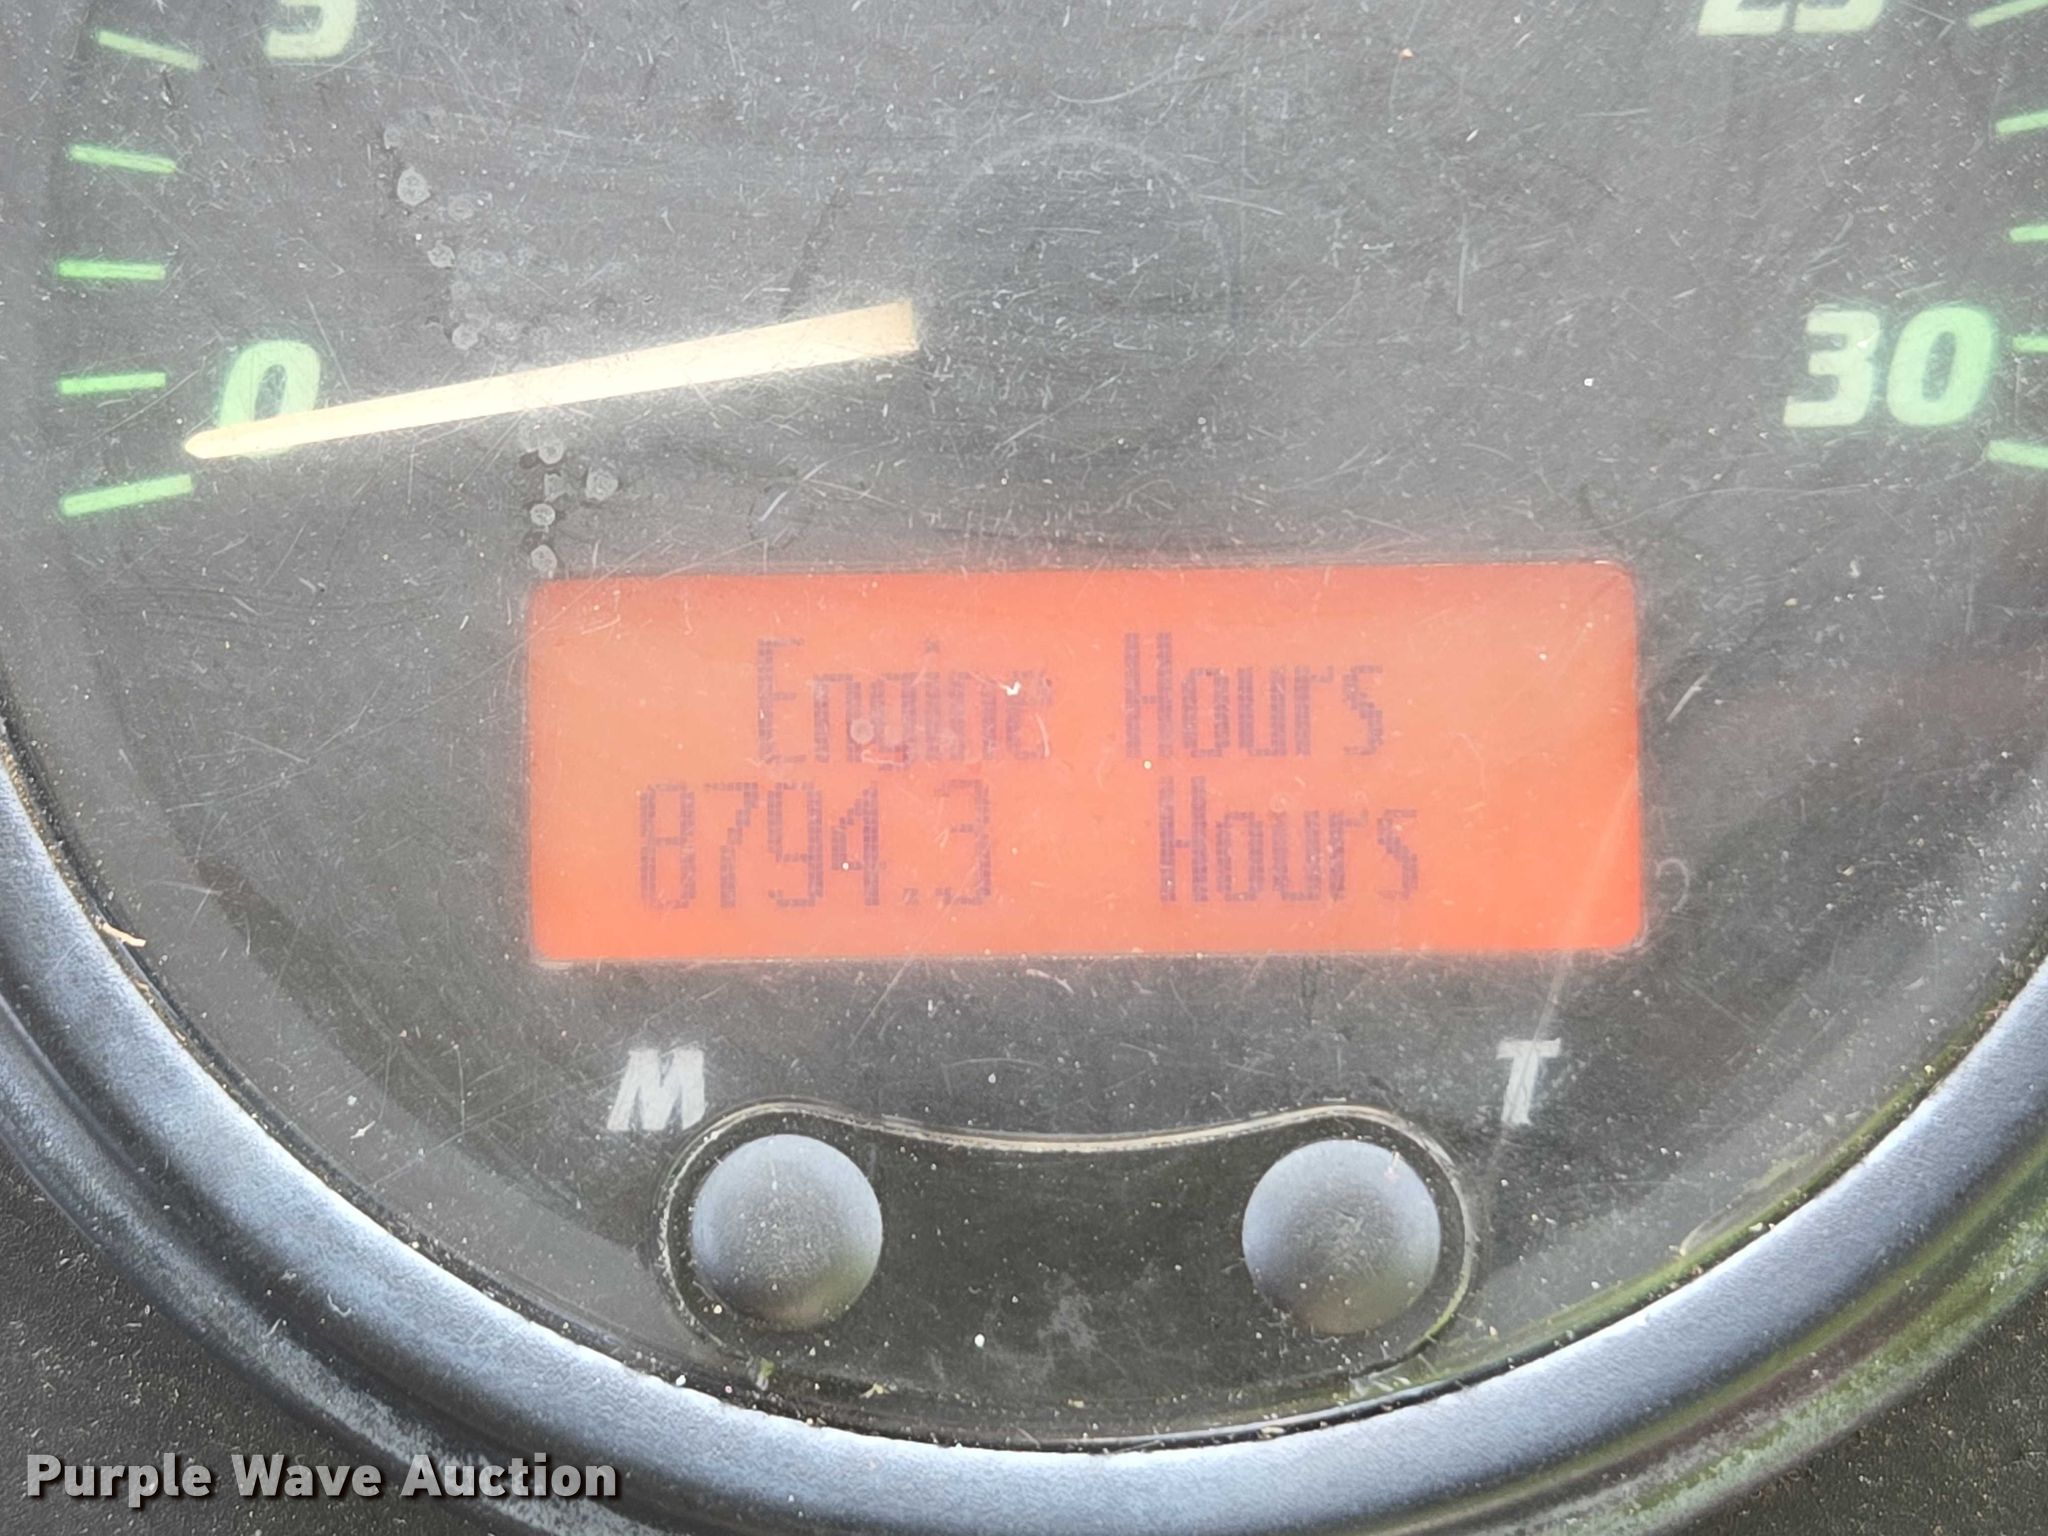 5
25
0
30
Engine Hours
8794.3 Hours
M
T
Purple Wave Auction